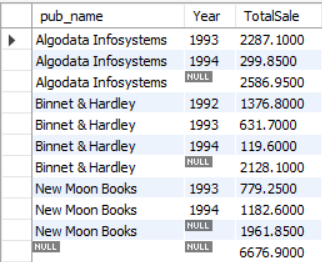 pub_name Year TotalSale
Algodata Infosystems 1993 2287.1000
Algodata Infosystems 1994 299.8500
Algodata Infosystems NULL 2586.9500
Binnet & Hardley 1992 1376.8000
Binnet & Hardley 1993 631.7000
Binnet & Hardley 1994 119.6000
Binnet & Hardley NULL 2128.1000
New Moon Books 1993 779.2500
New Moon Books 1994 1182.6000
New Moon Books NULL 1961.8500
NULL NULL 6676.9000